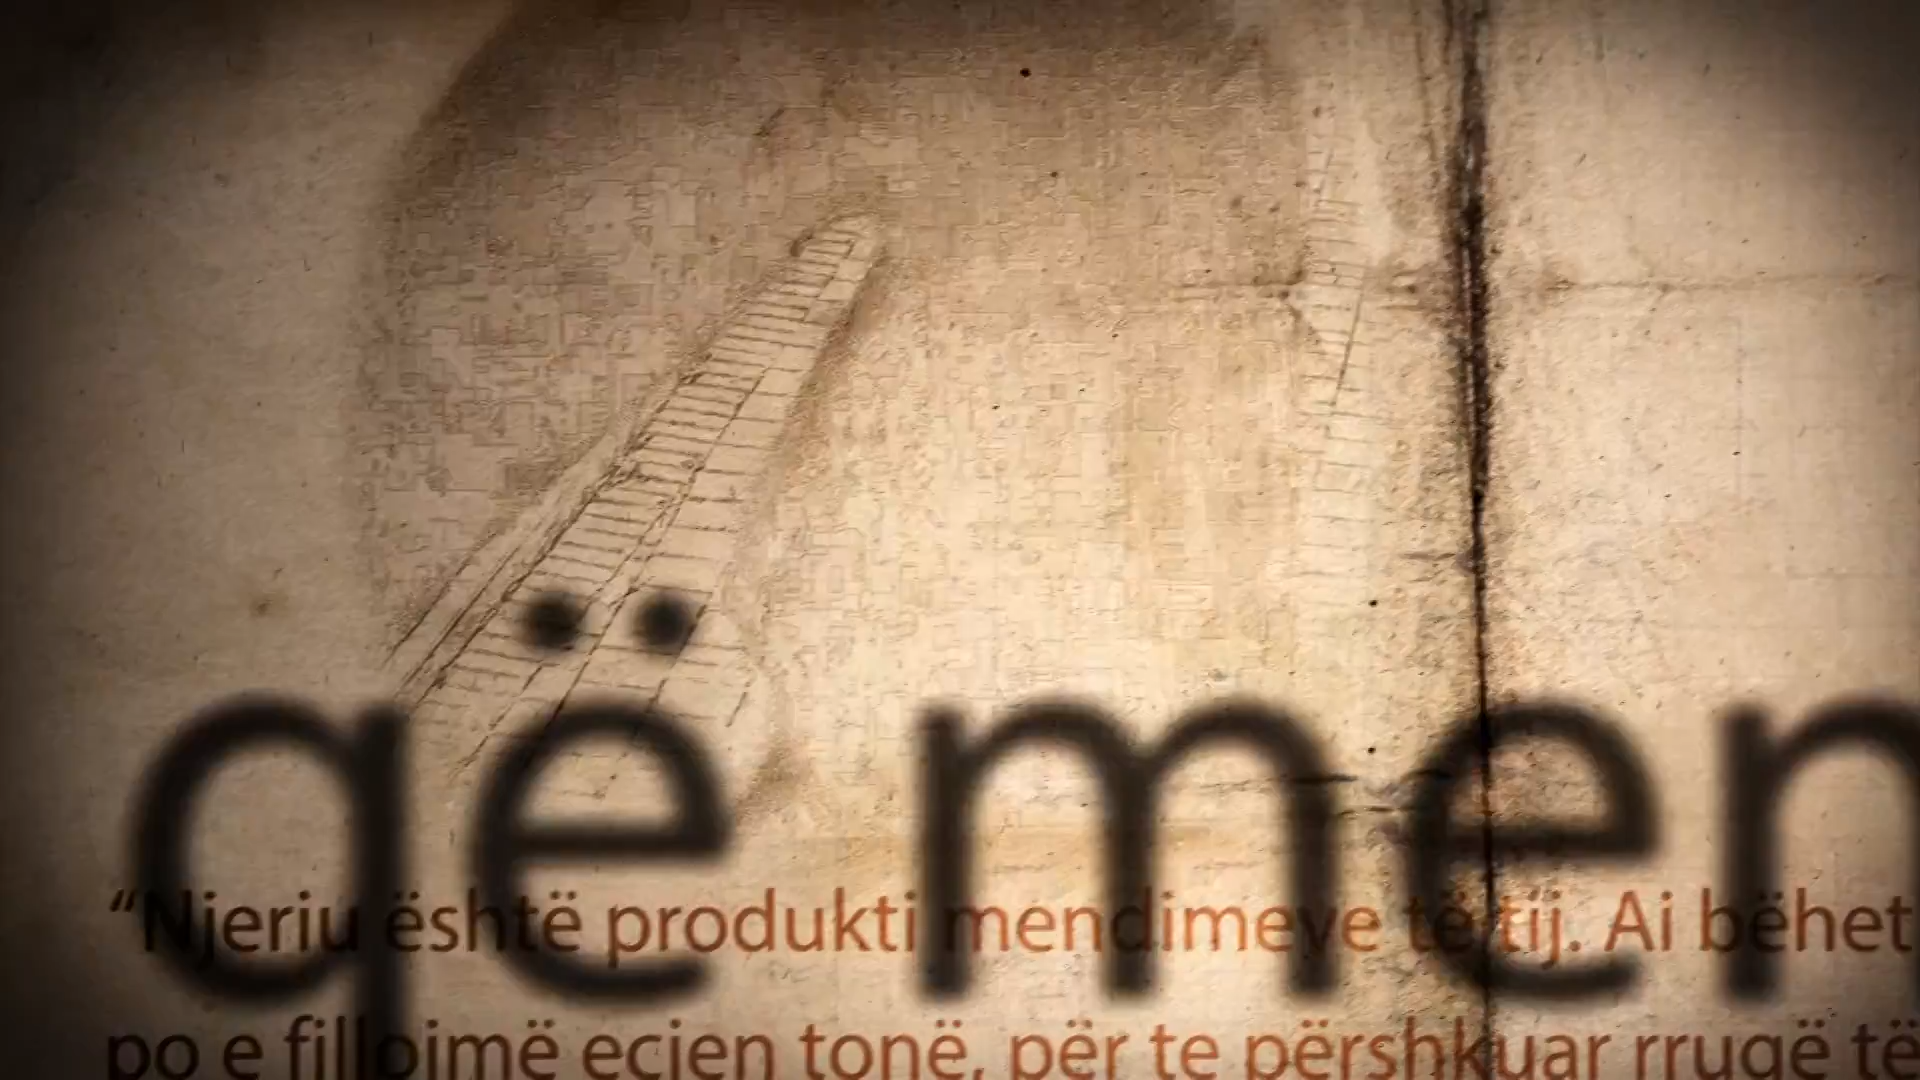 që men
“Njeriu është produkti mendimeve të tij. Ai bëhet
po e fillojmë ecjen tonë, për te përshkuar rrugë të